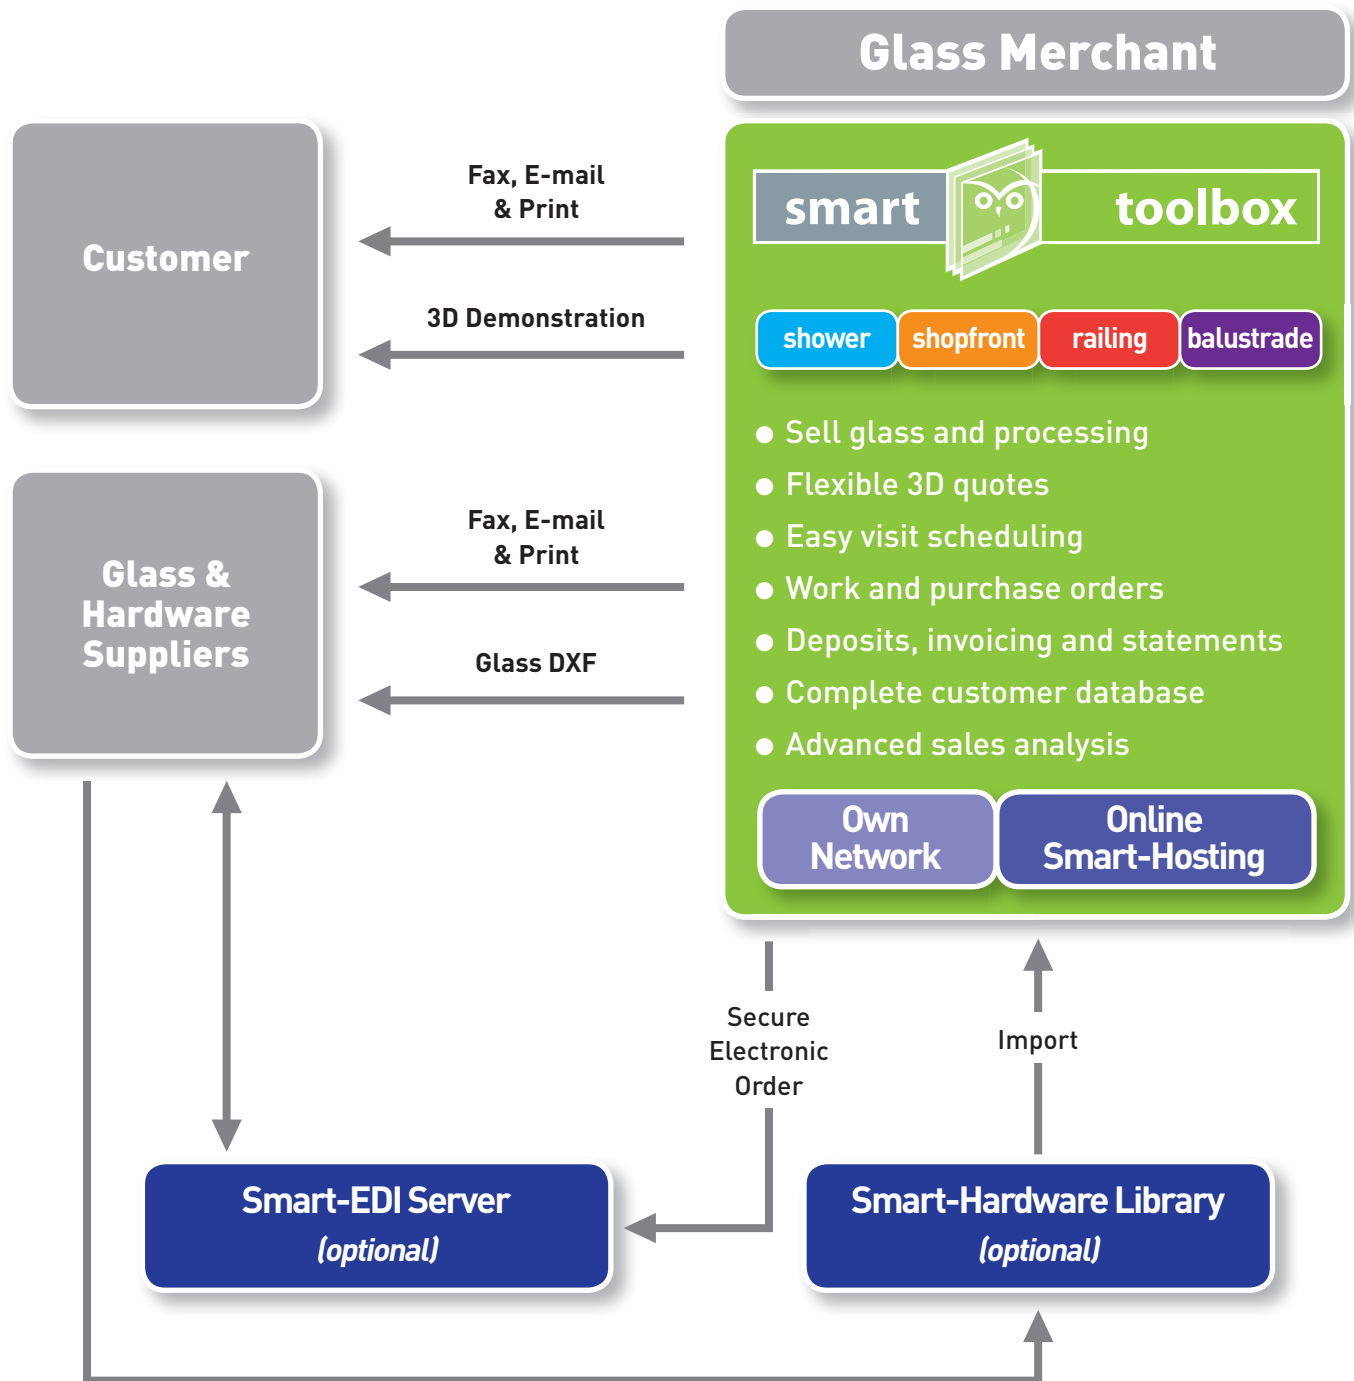 Glass Merchant
Customer
Fax, E-mail
& Print
3D Demonstration
smart toolbox
shower shopfront railing balustrade
Sell glass and processing
Flexible 3D quotes
Easy visit scheduling
Work and purchase orders
Deposits, invoicing and statements
Complete customer database
Advanced sales analysis
Own
Network
Online
Smart-Hosting
Glass &
Hardware
Suppliers
Fax, E-mail
& Print
Glass DXF
Secure
Electronic
Order
Import
Smart-EDI Server
(optional)
Smart-Hardware Library
(optional)